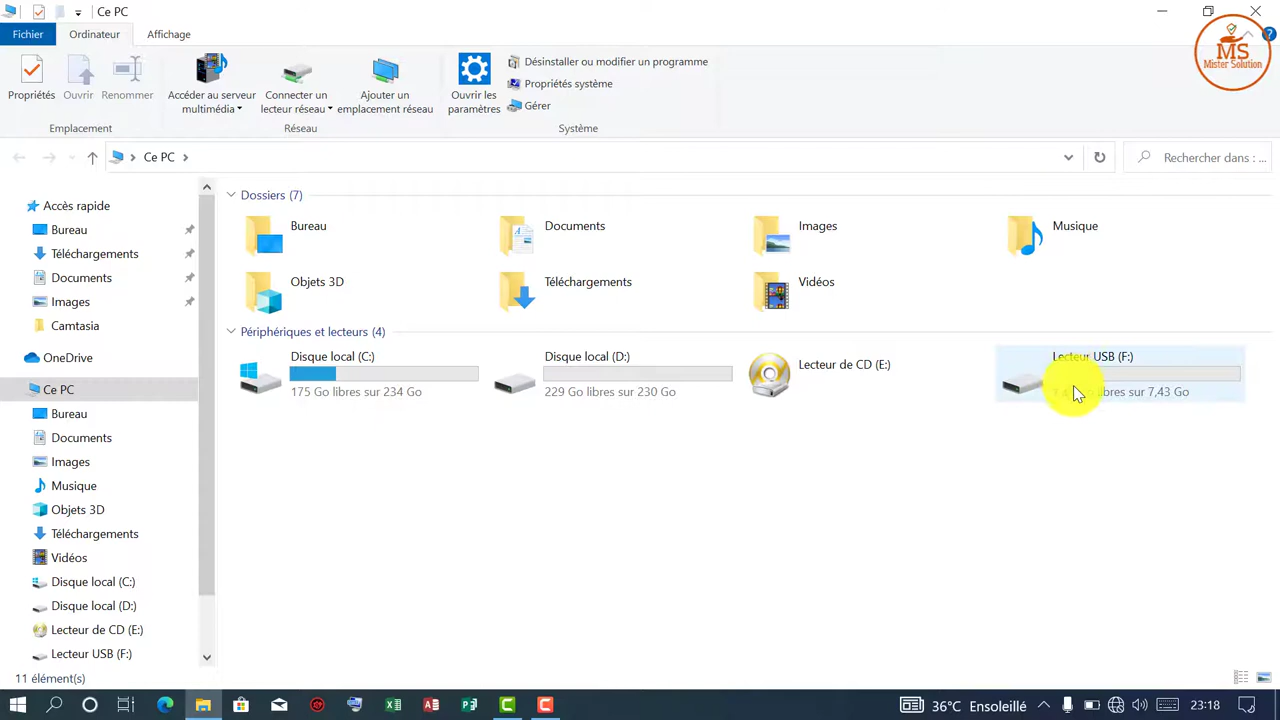 Ce PC
Fichier
Ordinateur
Affichage
MS
Mister Solution
Propriétés
Ouvrir
Renommer
Accéder au serveur
multimédia
Connecter un
lecteur réseau
Ajouter un
emplacement réseau
Ouvrir les
paramètres
Désinstaller ou modifier un programme
Propriétés système
Gérer
Emplacement
Réseau
Système
Ce PC
Rechercher dans : ...
Accès rapide
Bureau
Téléchargements
Documents
Images
Camtasia
OneDrive
Ce PC
Bureau
Documents
Images
Musique
Objets 3D
Téléchargements
Vidéos
Disque local (C:)
Disque local (D:)
Lecteur de CD (E:)
Lecteur USB (F:)
Dossiers (7)
Bureau
Documents
Images
Musique
Objets 3D
Téléchargements
Vidéos
Périphériques et lecteurs (4)
Disque local (C:)
175 Go libres sur 234 Go
Disque local (D:)
229 Go libres sur 230 Go
Lecteur de CD (E:)
Lecteur USB (F:)
libres sur 7,43 Go
11 élément(s)
36°C Ensoleillé
23:18